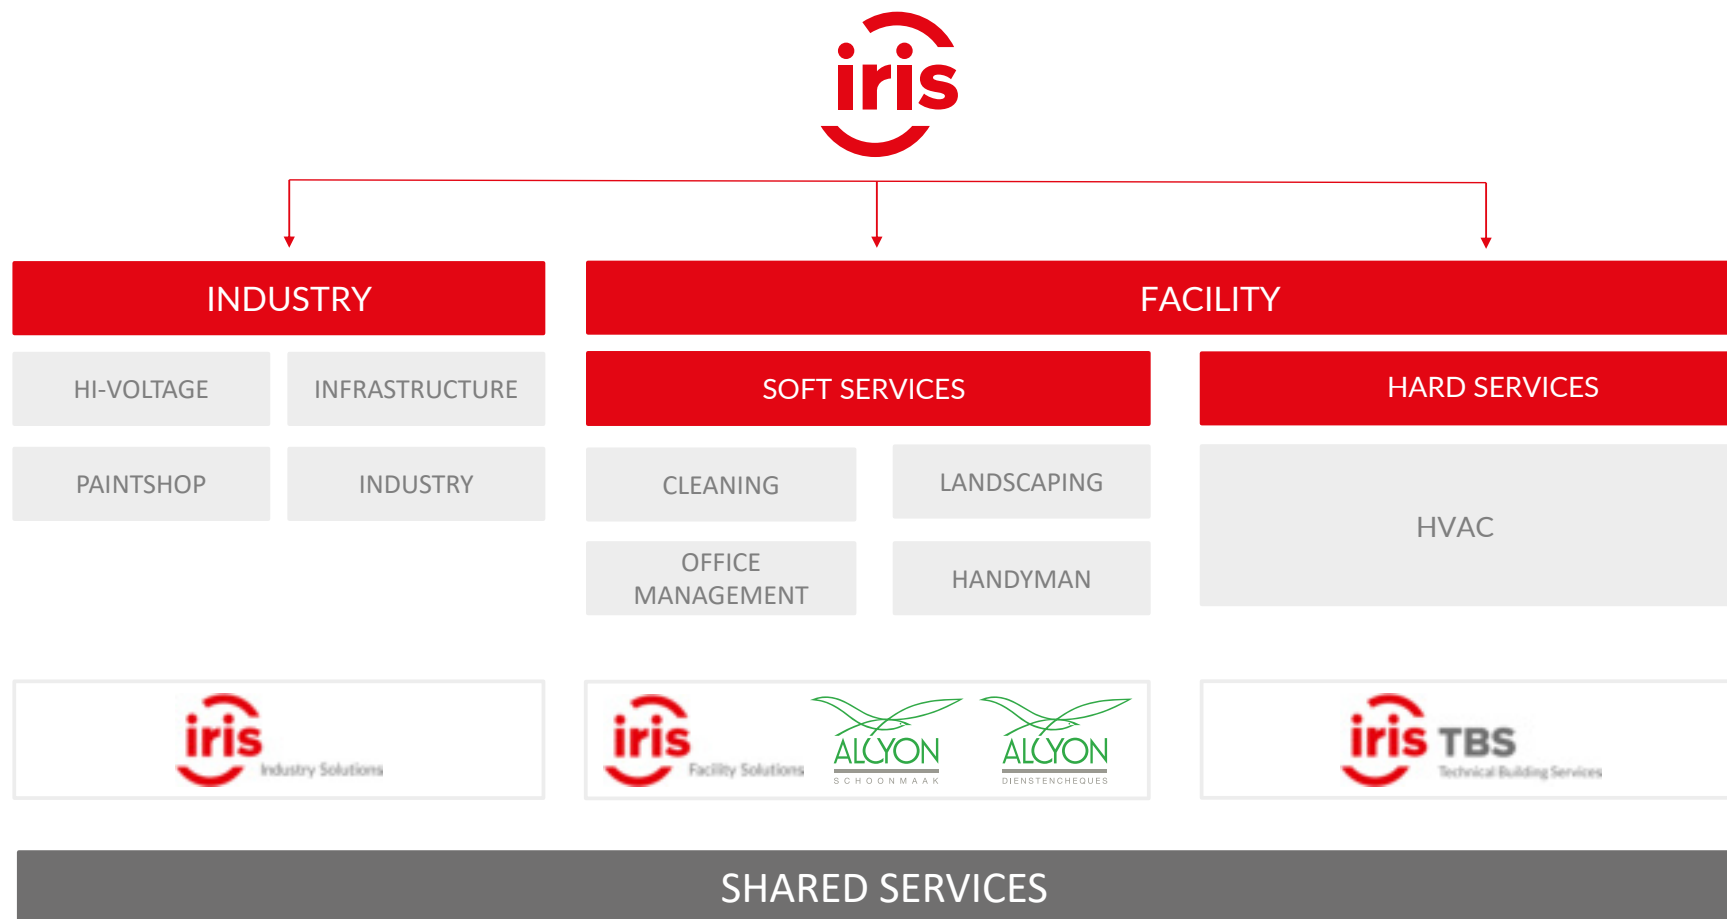 iris
INDUSTRY
FACILITY
HI-VOLTAGE
INFRASTRUCTURE
SOFT SERVICES
HARD SERVICES
PAINTSHOP
INDUSTRY
CLEANING
LANDSCAPING
HVAC
OFFICE
MANAGEMENT
HANDYMAN
iris
Industry Solutions
iris
Facility Solutions
ALCYON
SCHOONMAAK
ALCYON
DIENSTENCHEQUES
iris TBS
Technical Building Services
SHARED SERVICES